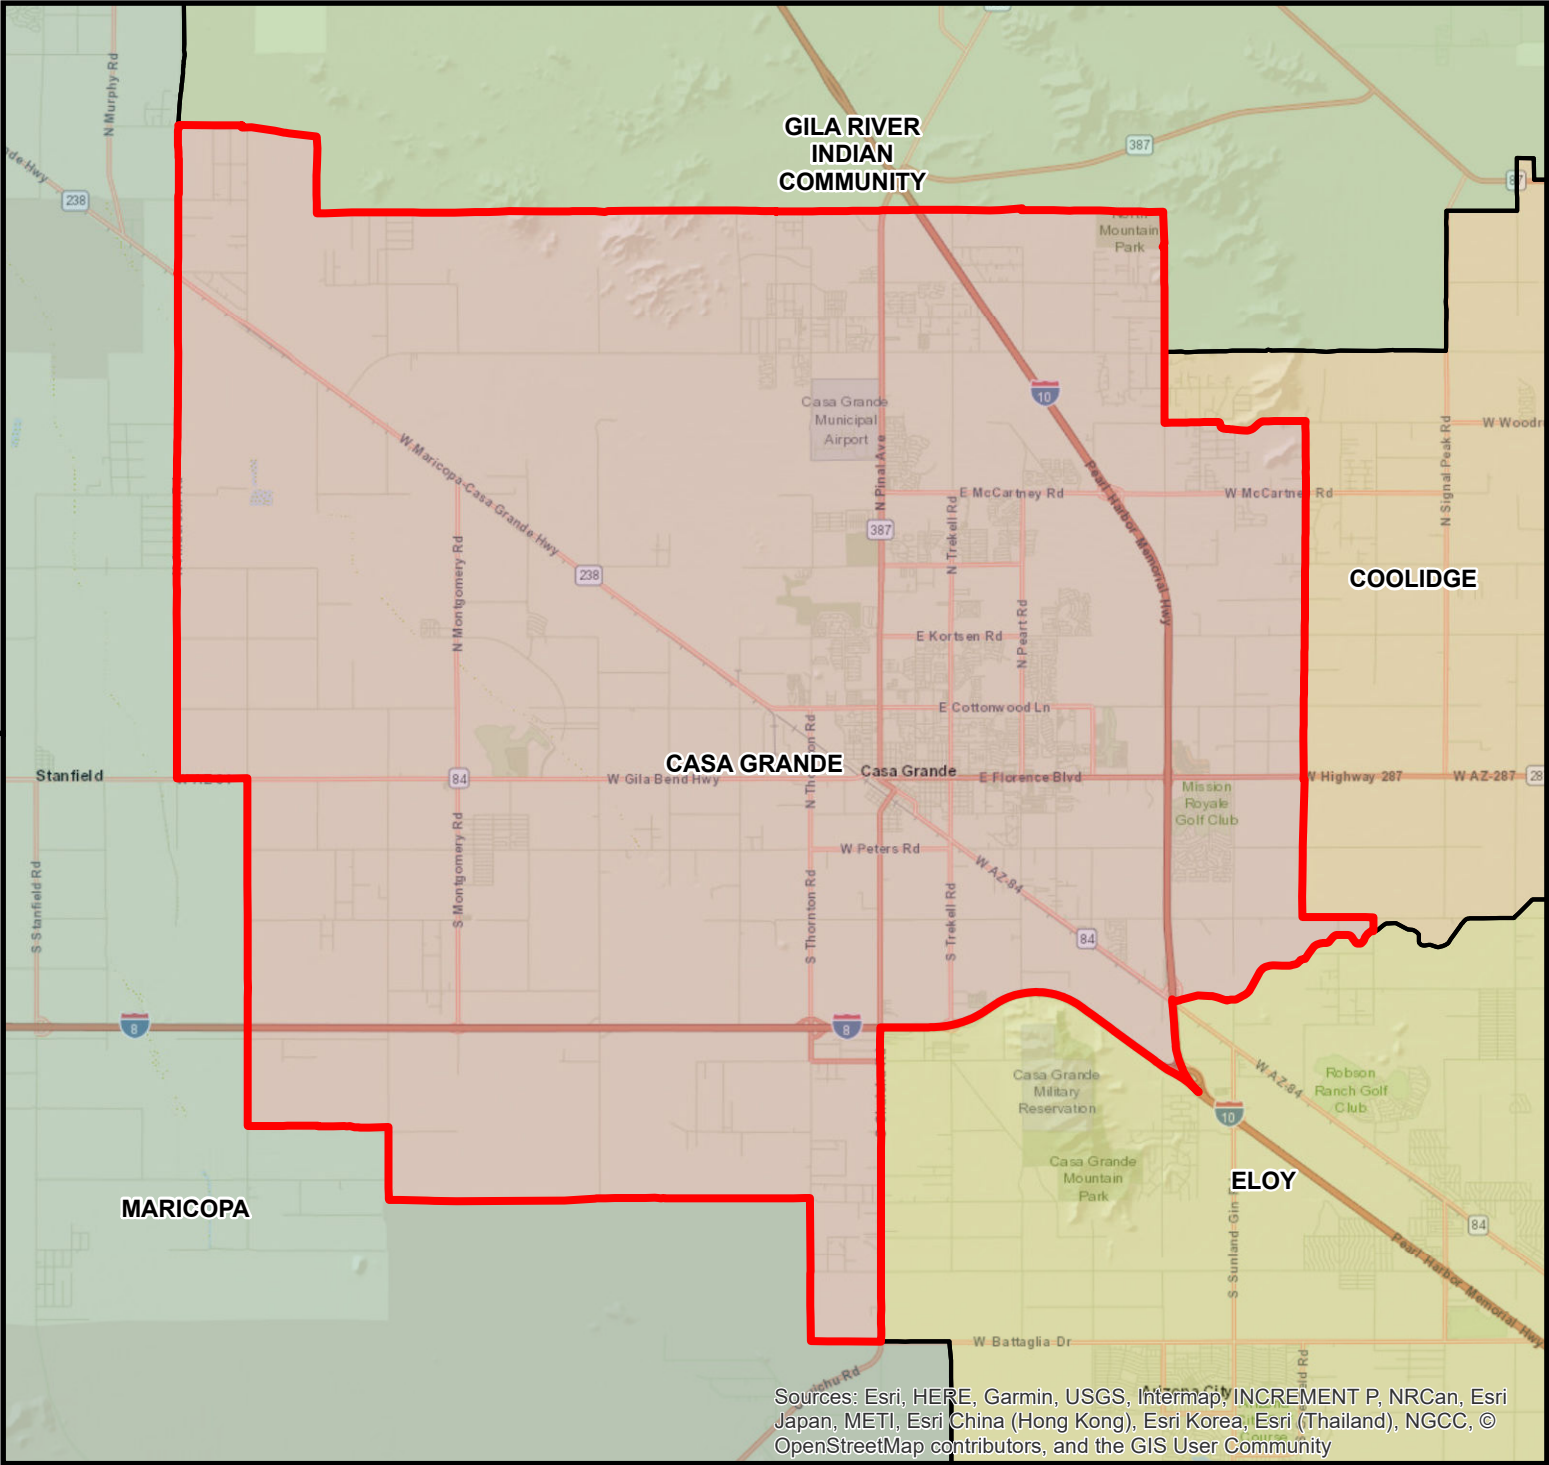 N Murphy Rd
GILA RIVER
INDIAN
COMMUNITY
387
87
238
Mountain
Park
Casa Grande
Municipal
Airport
10
W Maricopa-Casa Grande Hwy
N Pinal Ave
Pearl Harbor Memorial Hwy
E McCartney Rd
W McCartney Rd
N Signal Peak Rd
387
N Trekell Rd
238
N Montgomery Rd
COOLIDGE
E Kortsen Rd
N Peart Rd
E Cottonwood Ln
CASA GRANDE
Casa Grande
Stanfield
84
W Gila Bend Hwy
E Florence Blvd
W Highway 287
W AZ-287
Mission
Royale
Golf Club
S Montgomery Rd
W Peters Rd
W AZ-84
S Stanfield Rd
S Thornton Rd
S Trekell Rd
84
8
8
Casa Grande
Military
Reservation
W AZ-84
Robson
Ranch Golf
Club
10
Casa Grande
Mountain
Park
ELOY
MARICOPA
84
S Sunland Gin
Pearl Harbor Memorial Hwy
W Battaglia Dr
Arizona City
Sources: Esri, HERE, Garmin, USGS, Intermap, INCREMENT P, NRCan, Esri
Japan, METI, Esri China (Hong Kong), Esri Korea, Esri (Thailand), NGCC, ©
OpenStreetMap contributors, and the GIS User Community